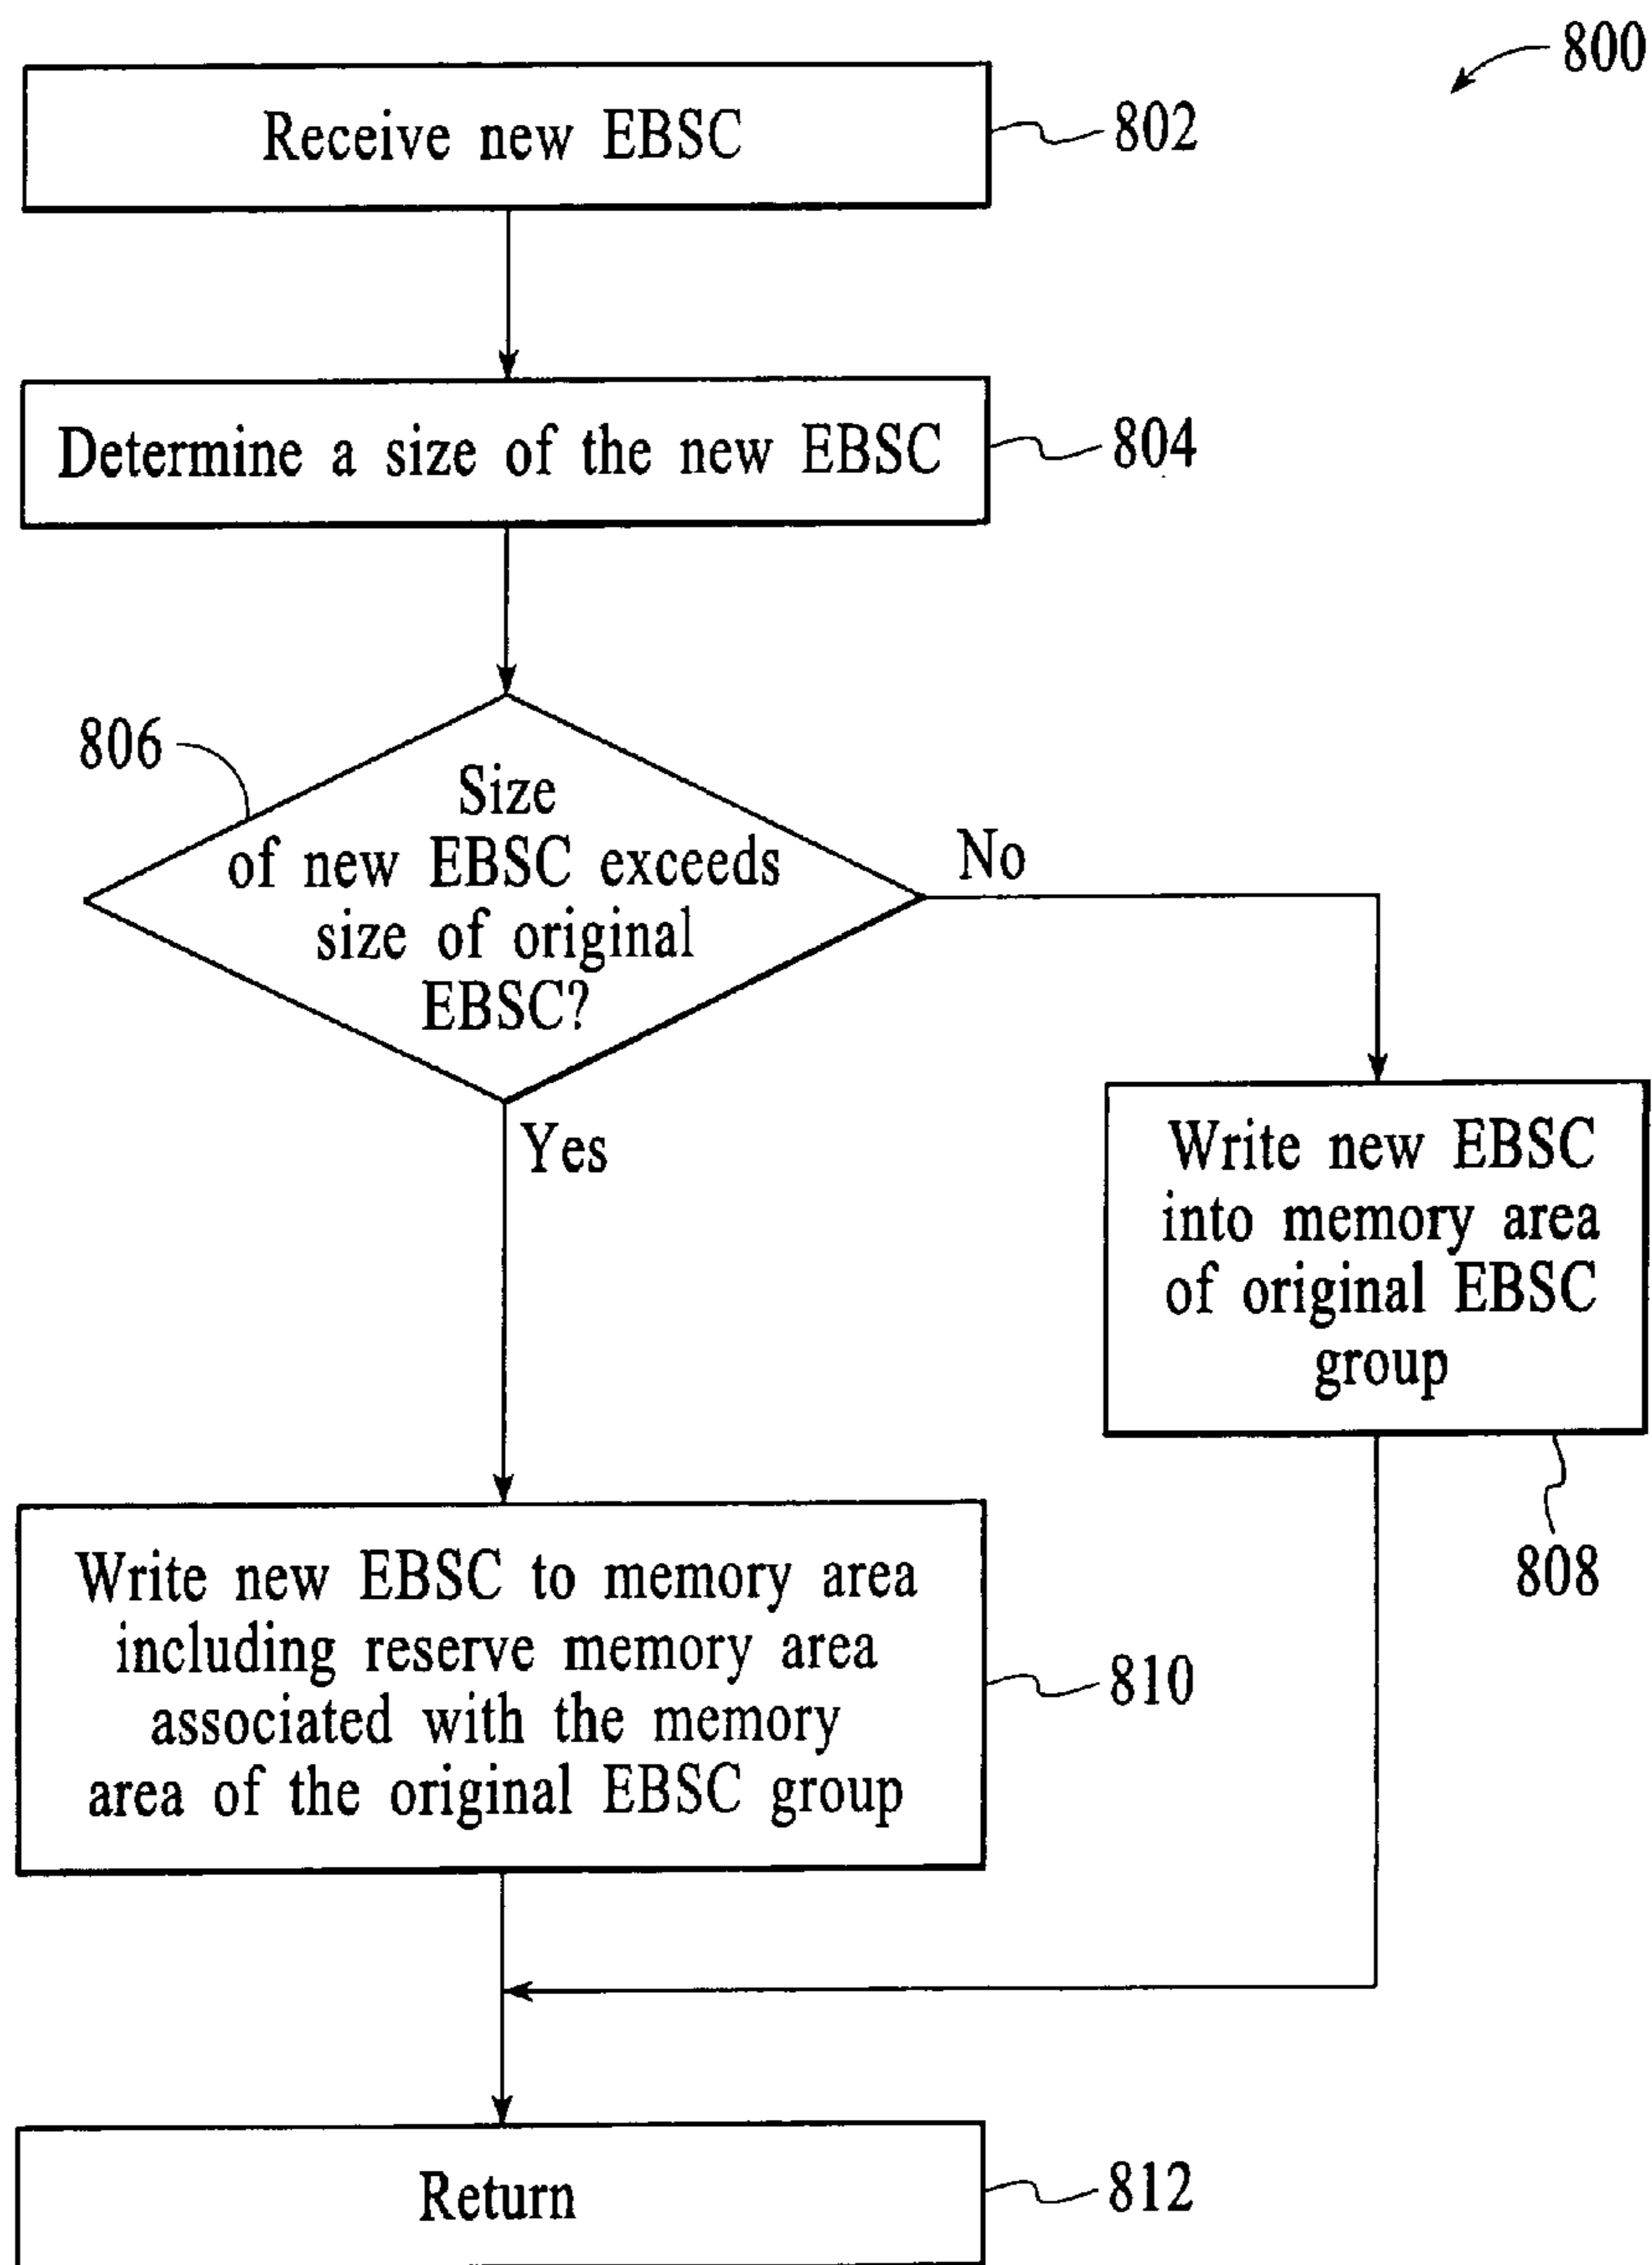 800
Receive new EBSC
802
Determine a size of the new EBSC
804
806
Size
of new EBSC exceeds
size of original
EBSC?
No
Yes
Write new EBSC
into memory area
of original EBSC
group
808
Write new EBSC to memory area
including reserve memory area
associated with the memory
area of the original EBSC group
810
Return
812